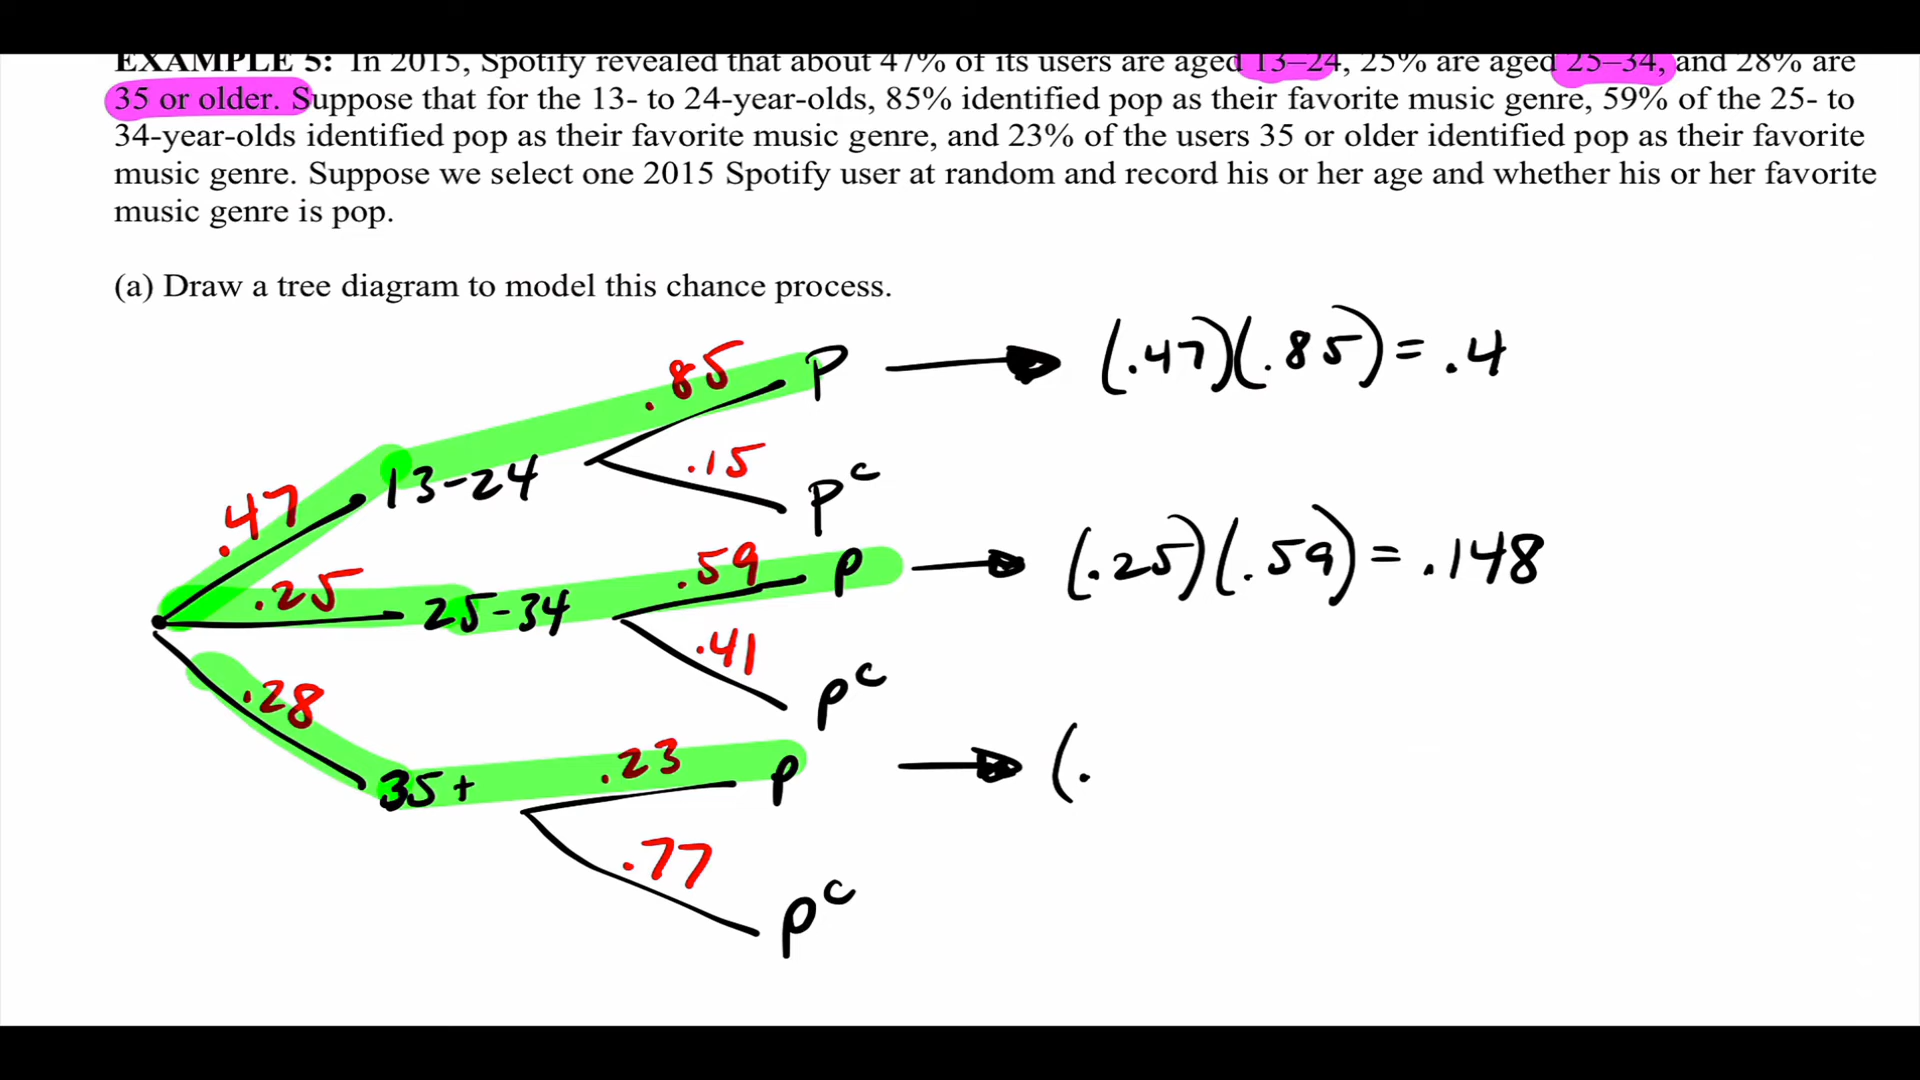 EXAMPLE 5: In 2015, Spotify revealed that about 47% of its users are aged 13–24, 25% are aged 25–34, and 28% are
35 or older. Suppose that for the 13- to 24-year-olds, 85% identified pop as their favorite music genre, 59% of the 25- to
34-year-olds identified pop as their favorite music genre, and 23% of the users 35 or older identified pop as their favorite
music genre. Suppose we select one 2015 Spotify user at random and record his or her age and whether his or her favorite
music genre is pop.
(a) Draw a tree diagram to model this chance process.
.85 P (.47)(.85) = .4
.47 13-24 .15 P^c
.25 25-34 .59 P (.25)(.59) = .148
.41 P^c
.28 35+ .23 P (.
.77 P^c